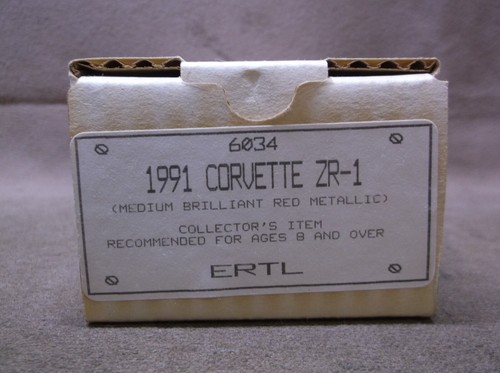 6034
1991 CORVETTE ZR-1
(MEDIUM BRILLIANT RED METALLIC)
COLLECTOR'S ITEM
RECOMMENDED FOR AGES 8 AND OVER
ERTL